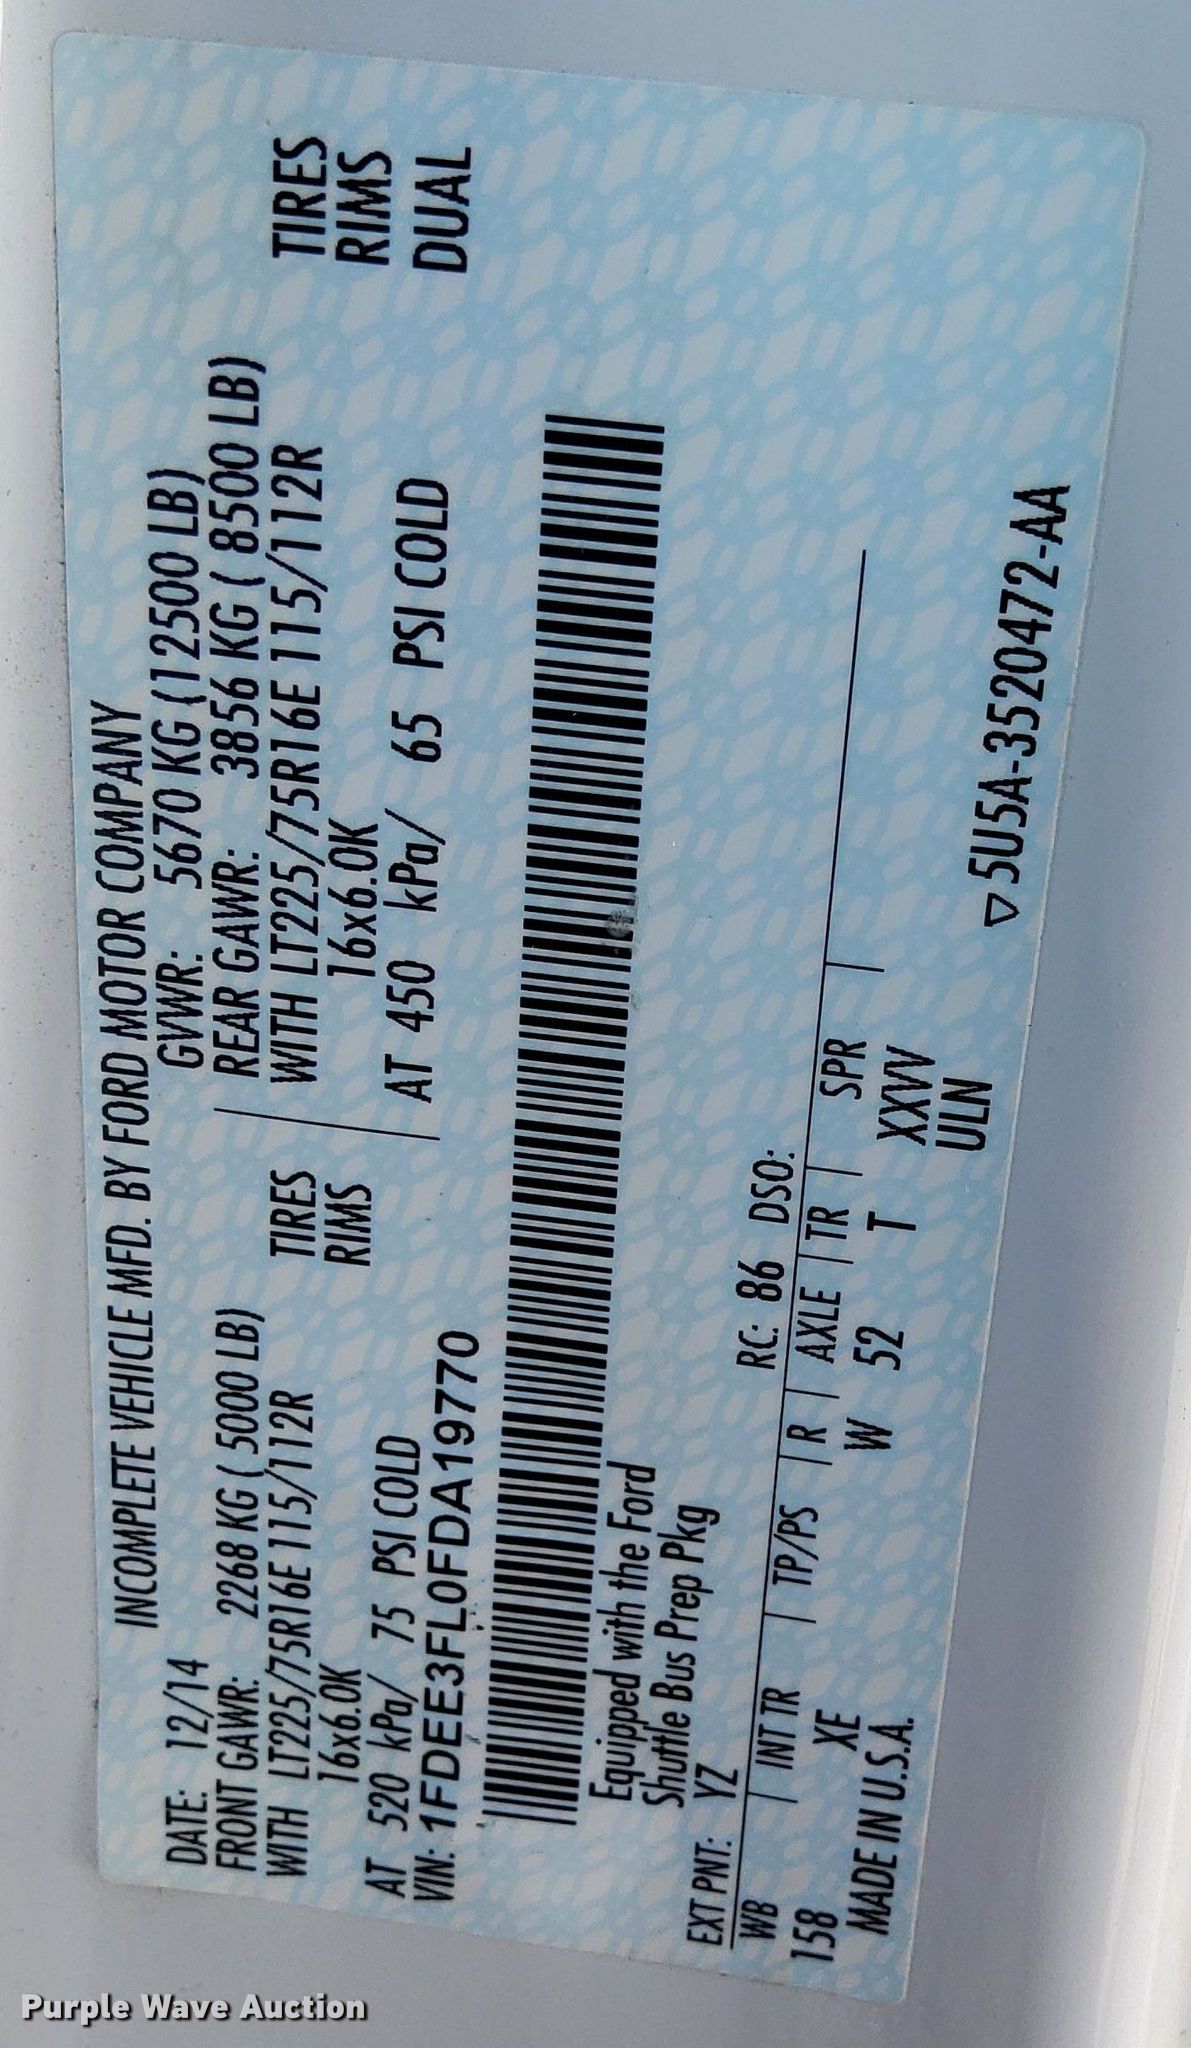 INCOMPLETE VEHICLE MFD. BY FORD MOTOR COMPANY
DATE: 12/14 GVWR: 5670 KG (12500 LB)
FRONT GAWR: 2268 KG ( 5000 LB) REAR GAWR: 3856 KG ( 8500 LB)
WITH LT225/75R16E 115/112R TIRES WITH LT225/75R16E 115/112R TIRES
16x6.0K RIMS 16x6.0K RIMS
AT 520 kPa/ 75 PSI COLD AT 450 kPa/ 65 PSI COLD DUAL
VIN: 1FDEE3FL0FDA19770
Equipped with the Ford
Shuttle Bus Prep Pkg
EXT PNT: YZ RC: 86 DSO:
WB INT TR TP/PS R AXLE TR SPR
158 XE W 52 T XXVV
MADE IN U.S.A. ULN
▽5U5A-3520472-AA
Purple Wave Auction